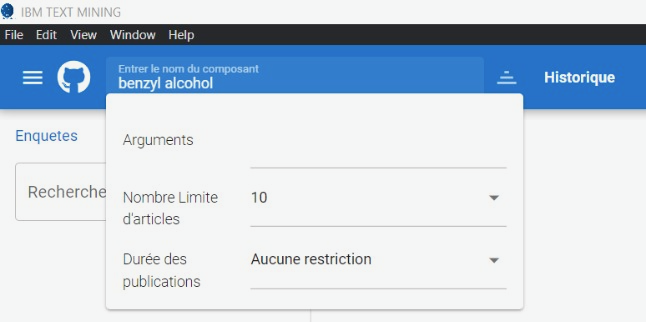 IBM TEXT MINING
File Edit View Window Help
Entrer le nom du composant
benzyl alcohol
Historique
Enquetes
Recherche
Arguments
Nombre Limite
d'articles
10
Durée des
publications
Aucune restriction